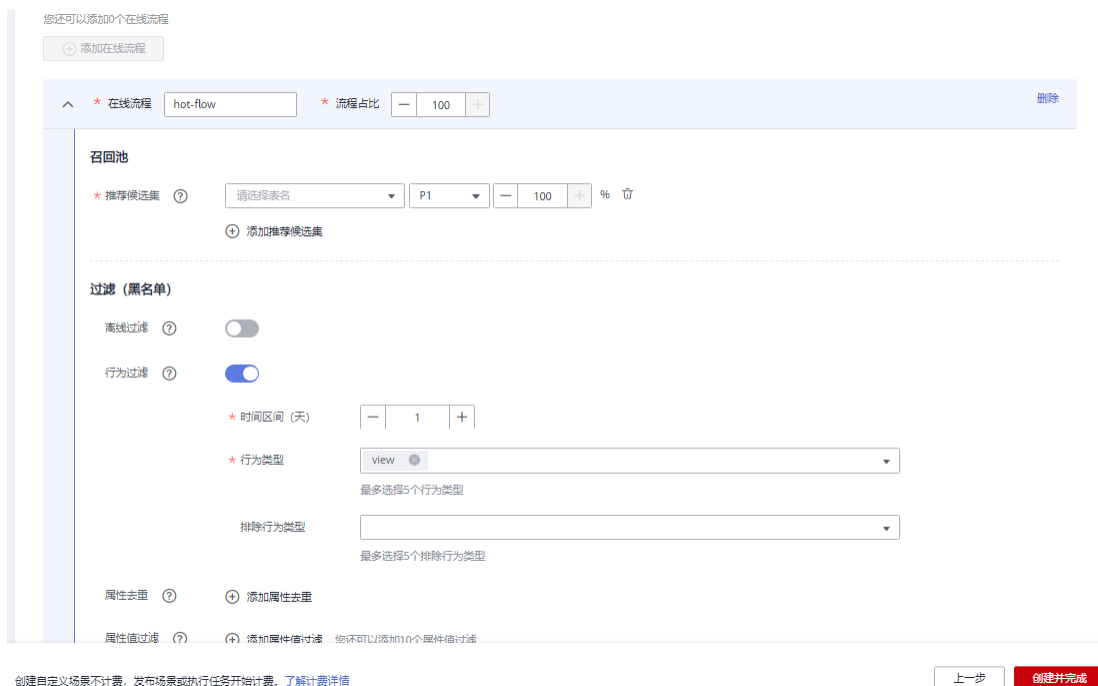 您还可以添加0个在线流程
添加在线流程
* 在线流程 hot-flow * 流程占比 — 100 + 删除
召回池
* 推荐候选集 ? 请选择表名 P1 — 100 + %
添加推荐候选集
过滤（黑名单）
离线过滤 ?
行为过滤 ?
* 时间区间（天） — 1 +
* 行为类型 view
最多选择5个行为类型
排除行为类型
最多选择5个排除行为类型
属性去重 ? 添加属性去重
属性值过滤 ? 添加属性值过滤 您还可以添加10个属性值过滤
创建自定义场景不计费，发布场景或执行任务开始计费。了解计费详情 上一步 创建并完成